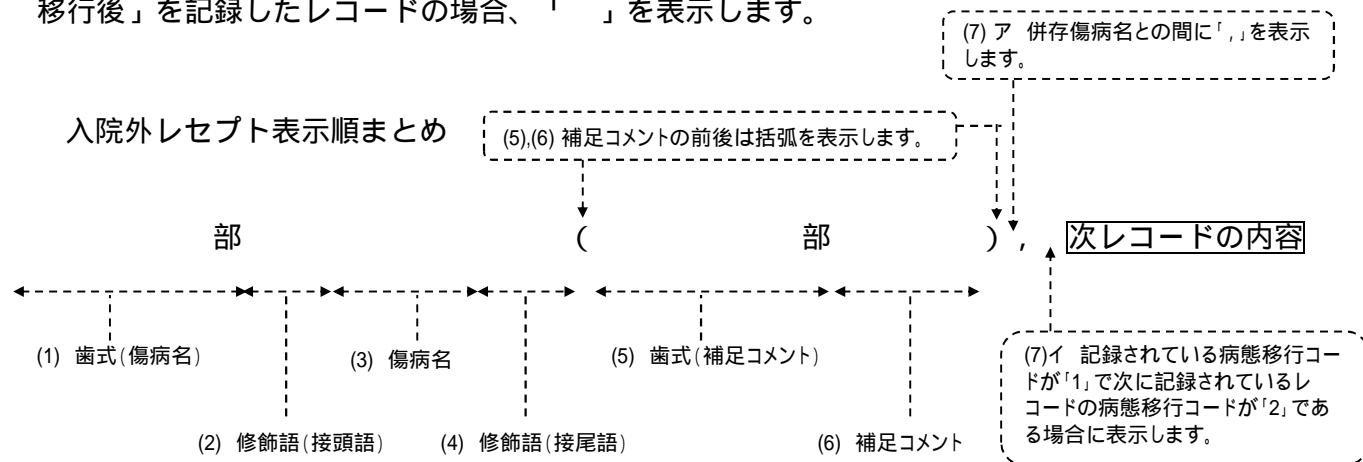 移行後」を記録したレコードの場合、「　」を表示します。
(7) ア 併存傷病名との間に「,」を表示
します。
入院外レセプト表示順まとめ
(5),(6) 補足コメントの前後は括弧を表示します。
部 ( 部 ) , 次レコードの内容
(1) 歯式(傷病名)
(3) 傷病名
(5) 歯式(補足コメント)
(2) 修飾語(接頭語)
(4) 修飾語(接尾語)
(6) 補足コメント
(7)イ 記録されている病態移行コー
ドが「1」で次に記録されているレ
コードの病態移行コードが「2」であ
る場合に表示します。